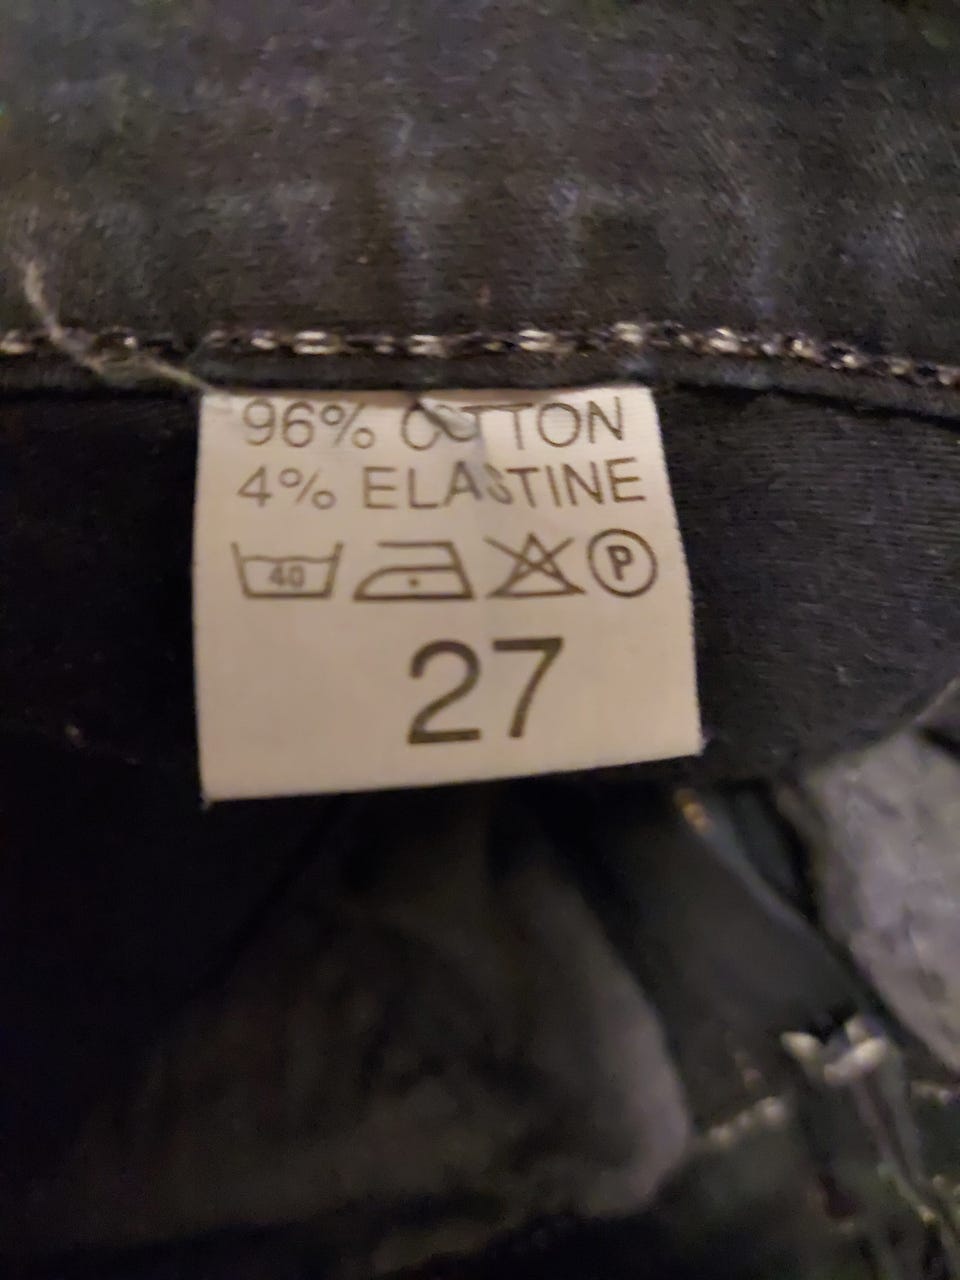 96% COTTON
4% ELASTINE
40 P
27